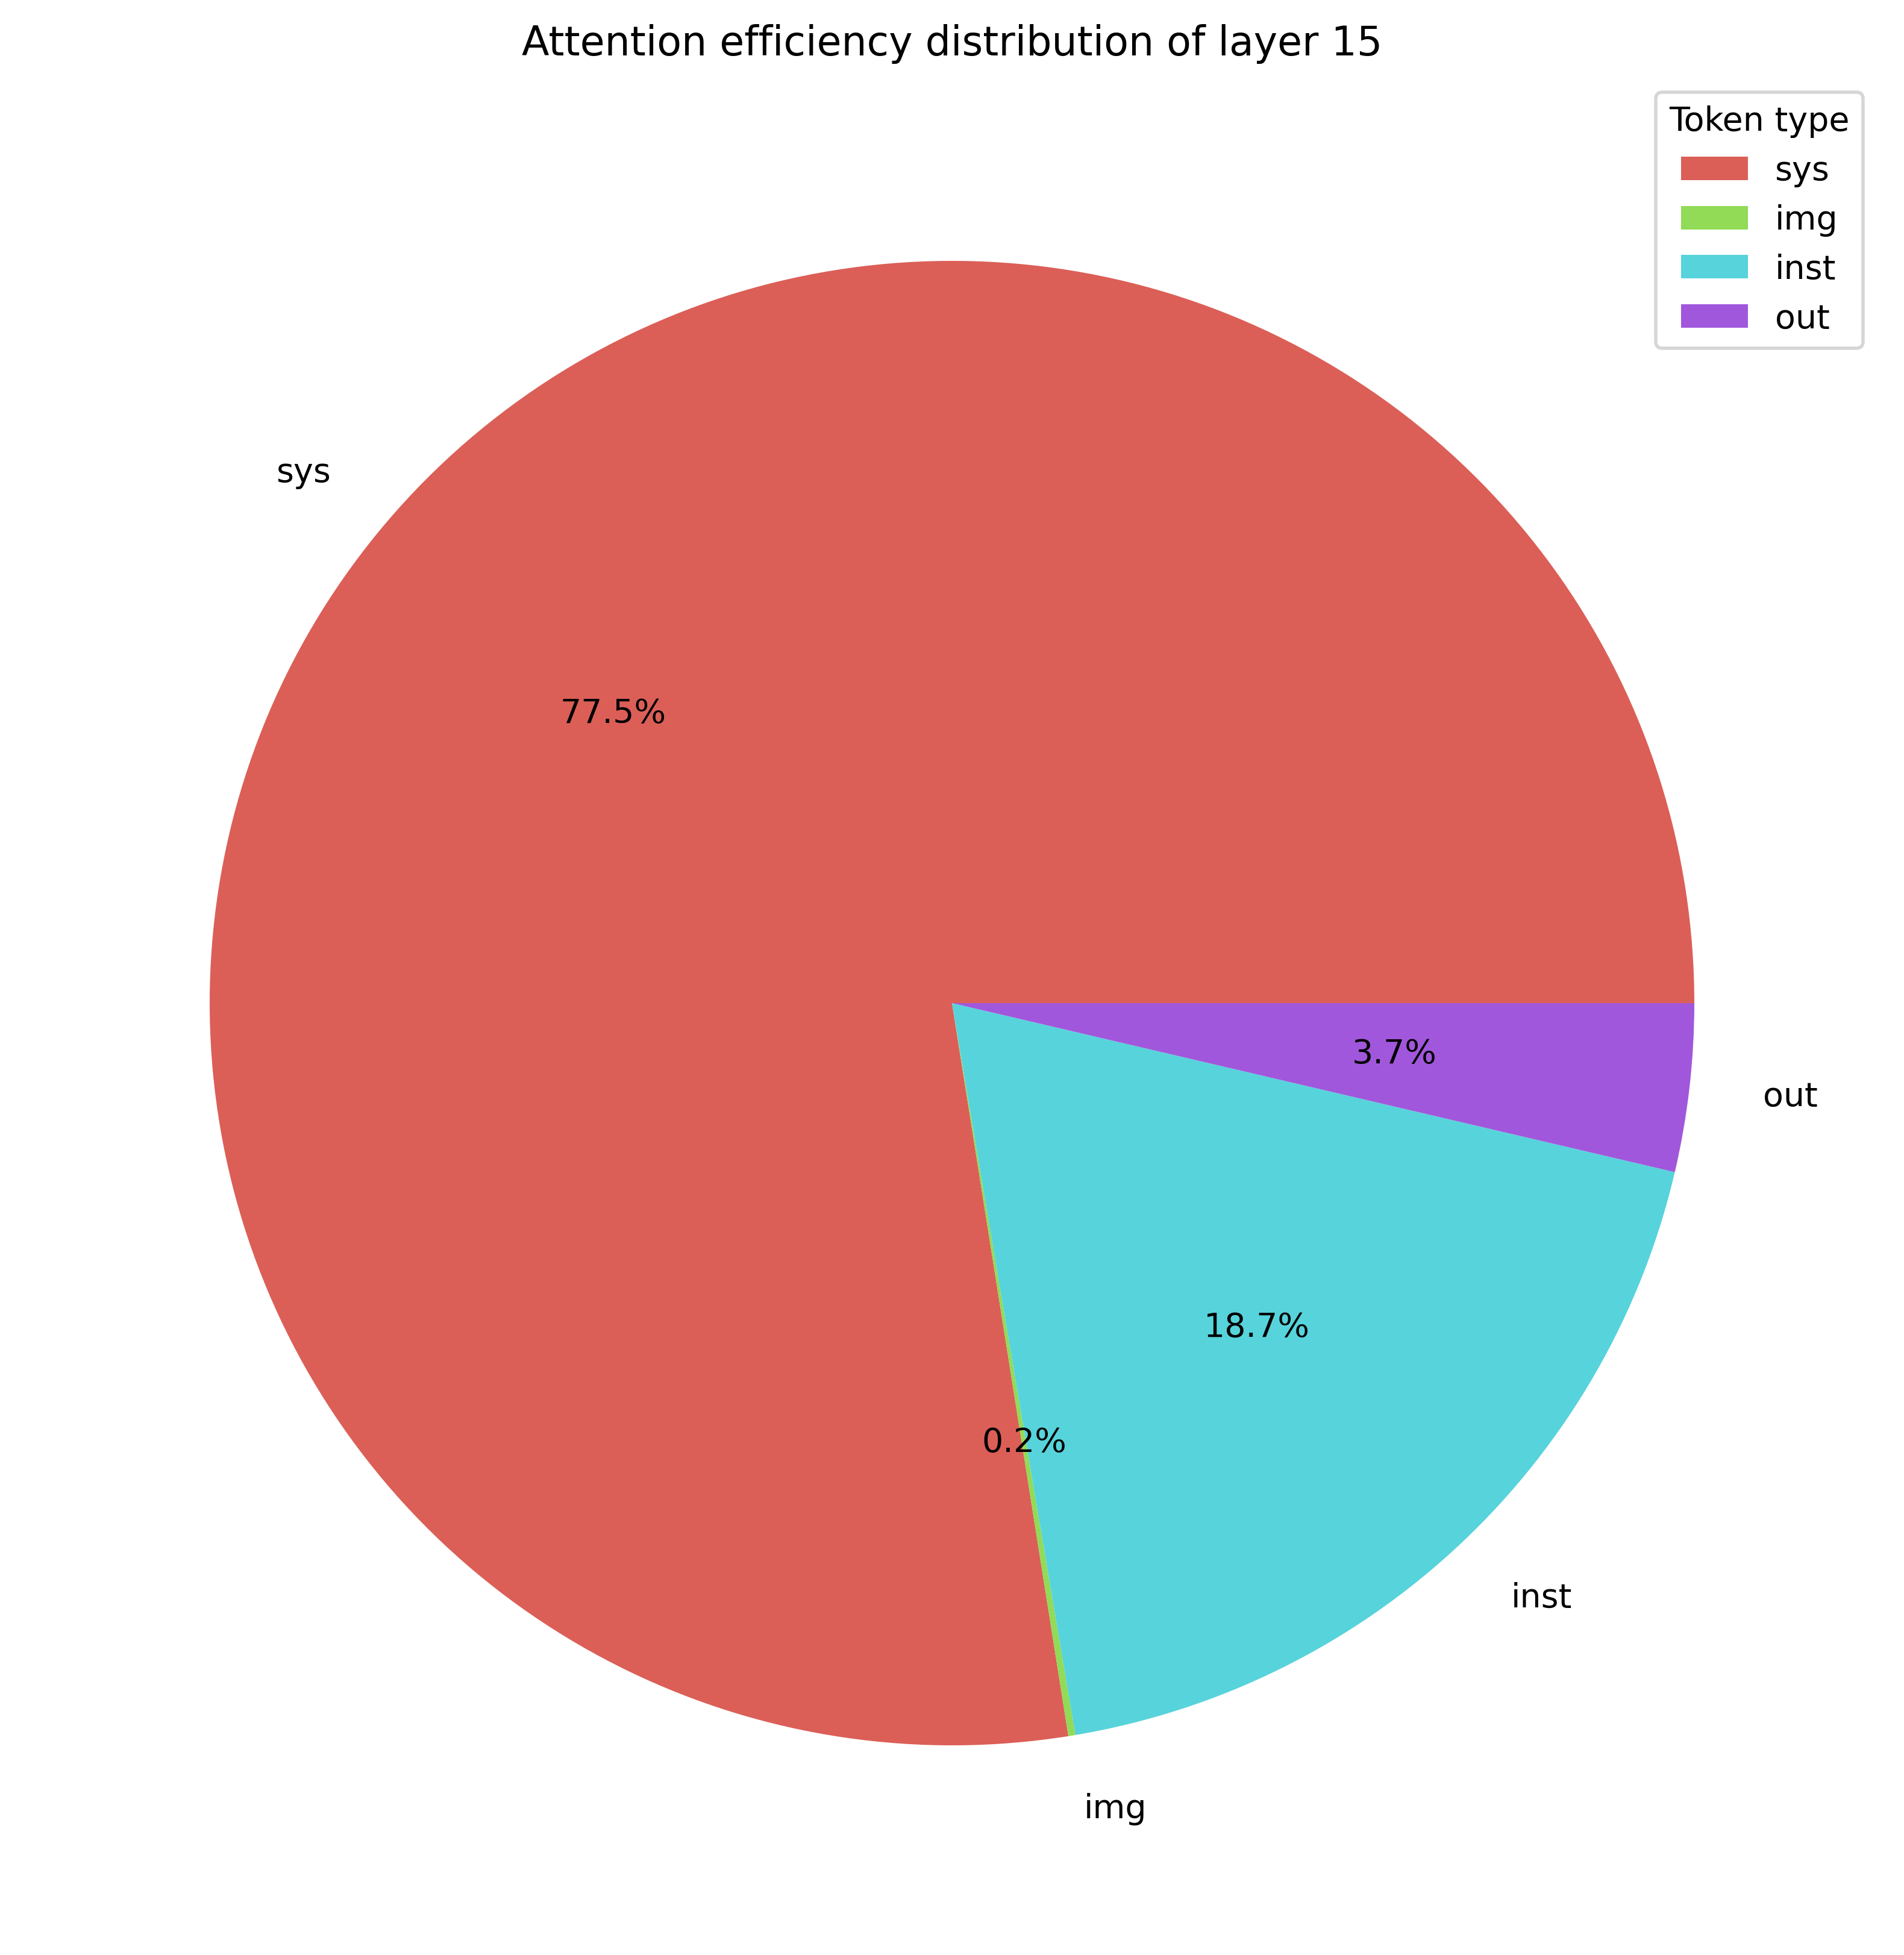 Attention efficiency distribution of layer 15
Token type
sys
img
inst
out
sys
77.5%
3.7%
out
18.7%
0.2%
inst
img